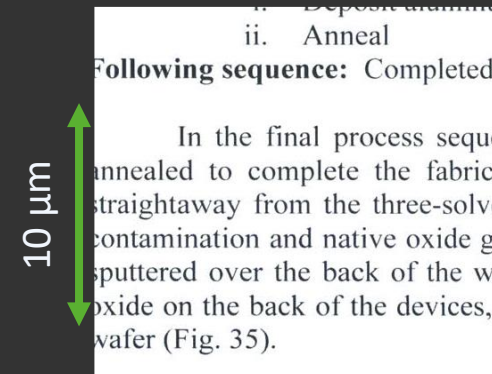 ii. Anneal
Following sequence: Completed
In the final process sequ
annealed to complete the fabric
straightaway from the three-solv
contamination and native oxide g
sputtered over the back of the w
oxide on the back of the devices,
wafer (Fig. 35).
10 µm